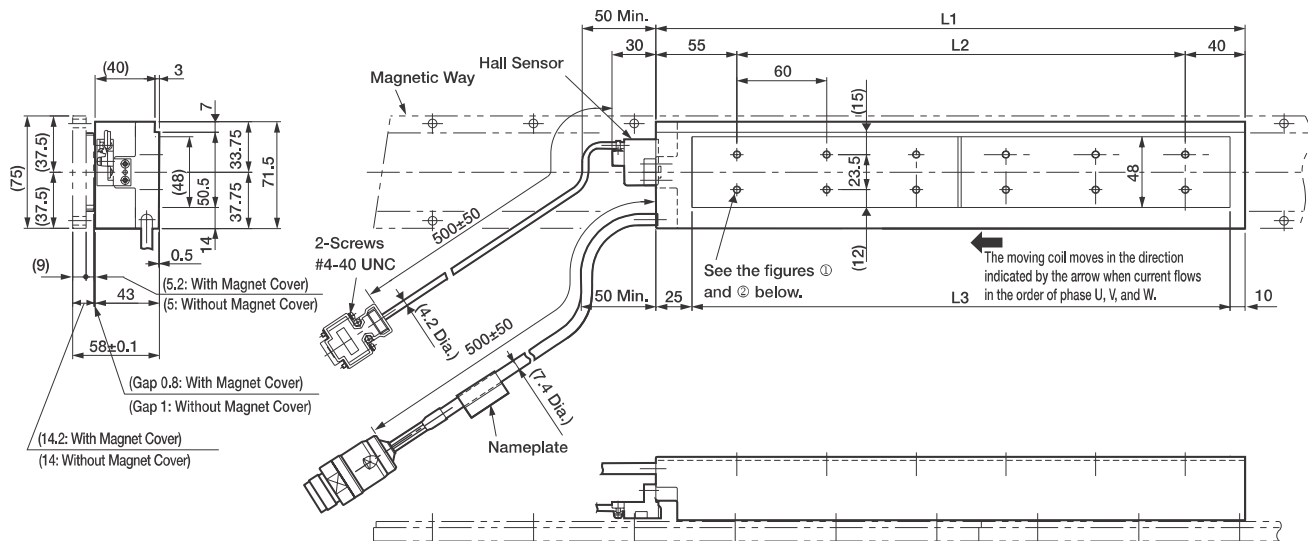 50 Min.
L1
30
55
L2
40
(40)
3
Hall Sensor
60
Magnetic Way
7
(15)
(75)
(37.5)
(37.5)
(48)
50.5
33.75
37.75
71.5
23.5
48
14
500±50
2-Screws
#4-40 UNC
0.5
(9)
(5.2: With Magnet Cover)
(5: Without Magnet Cover)
43
(12)
See the figures ①
and ② below.
The moving coil moves in the direction
indicated by the arrow when current flows
in the order of phase U, V, and W.
50 Min.
25
L3
10
58±0.1
(4.2 Dia.)
500±50
(7.4 Dia.)
(Gap 0.8: With Magnet Cover)
(Gap 1: Without Magnet Cover)
(14.2: With Magnet Cover)
(14: Without Magnet Cover)
Nameplate